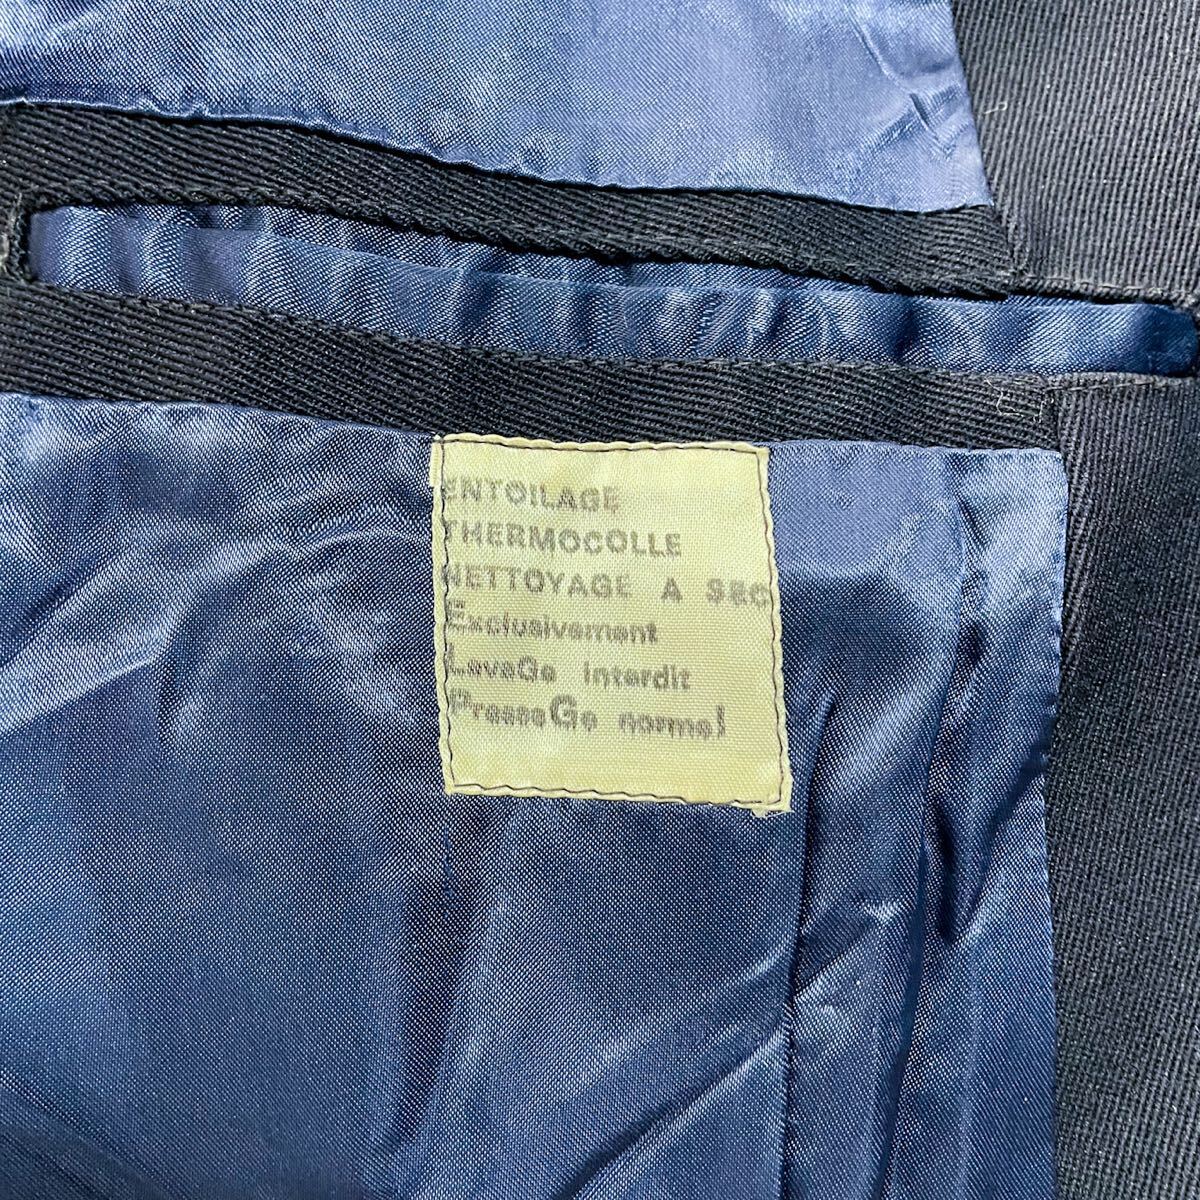 ENTOILAGE
THERMOCOLLE
NETTOYAGE A SEC
Exclusivement
LavaGe interdit
PressaGe normal